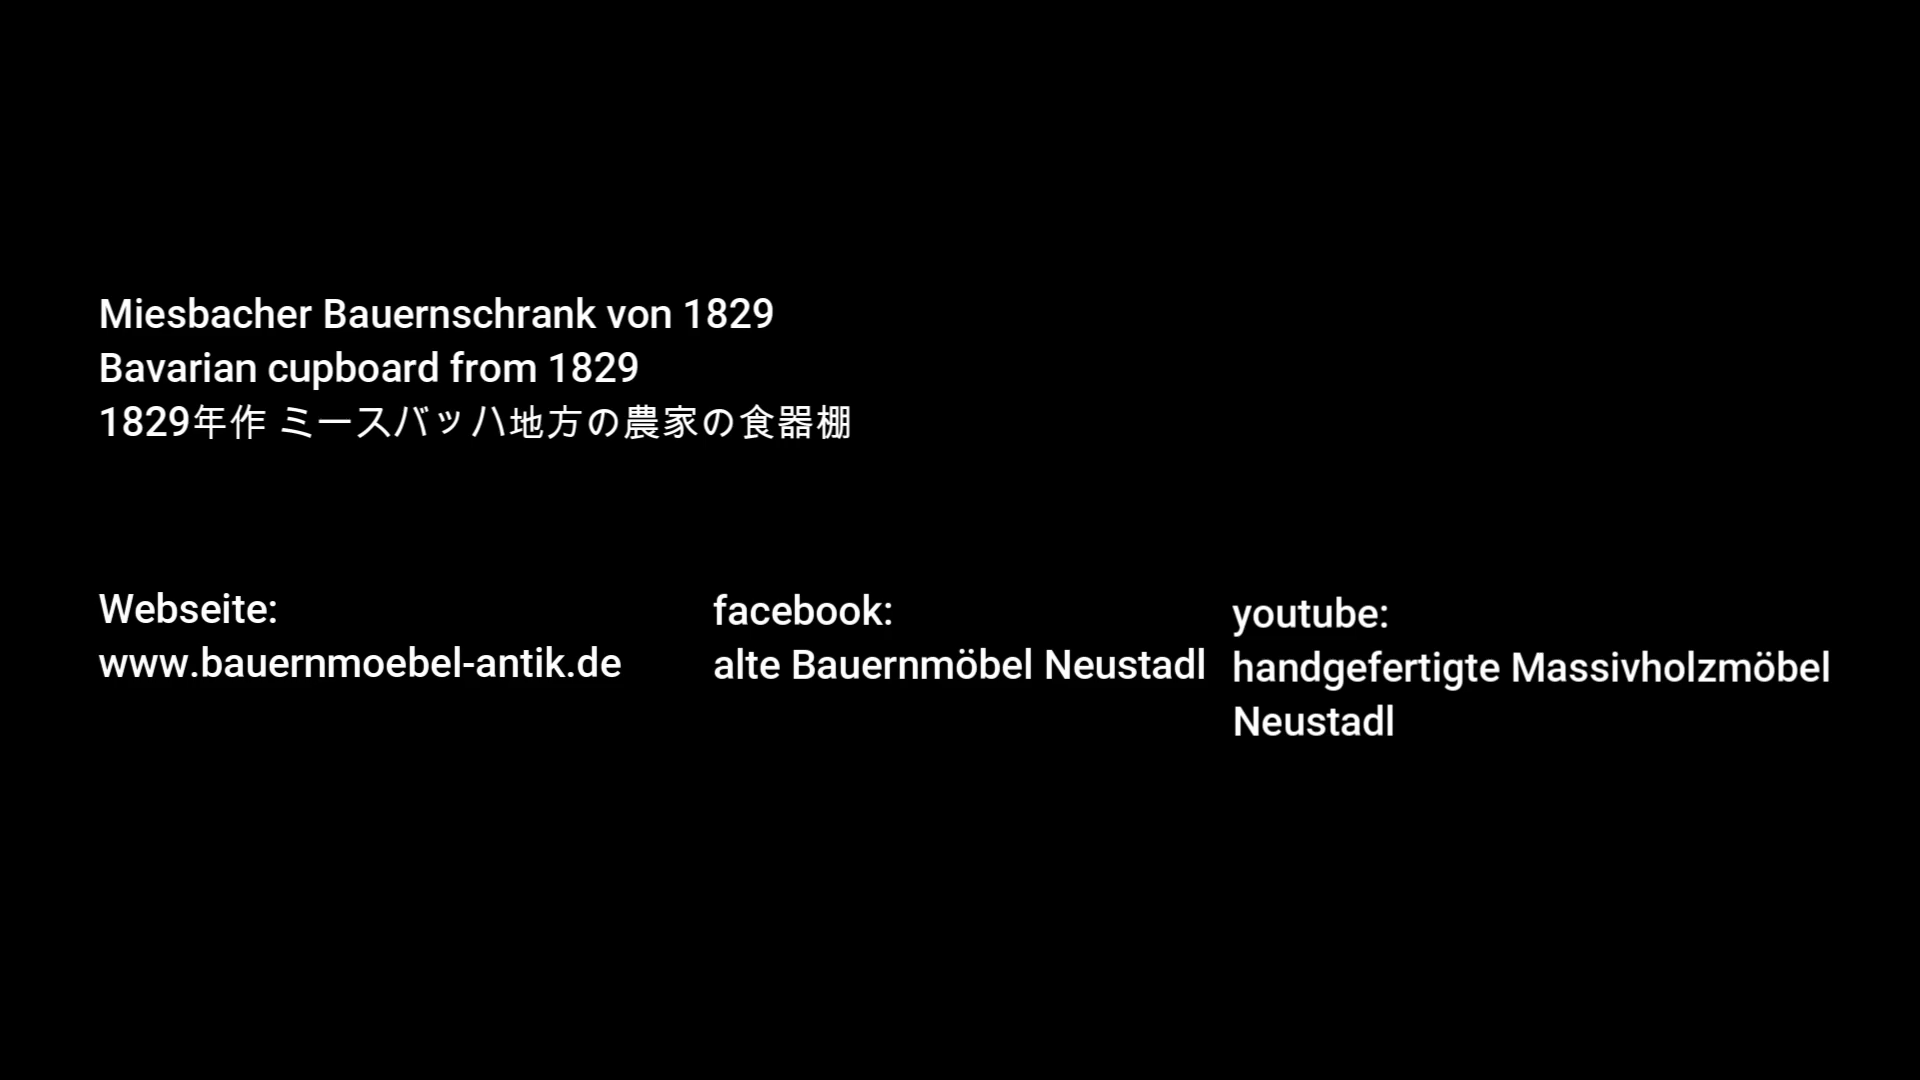 Miesbacher Bauernschrank von 1829
Bavarian cupboard from 1829
1829年作 ミースバッハ地方の農家の食器棚
Webseite:
www.bauernmoebel-antik.de
facebook:
alte Bauernmöbel Neustadl
youtube:
handgefertigte Massivholzmöbel
Neustadl